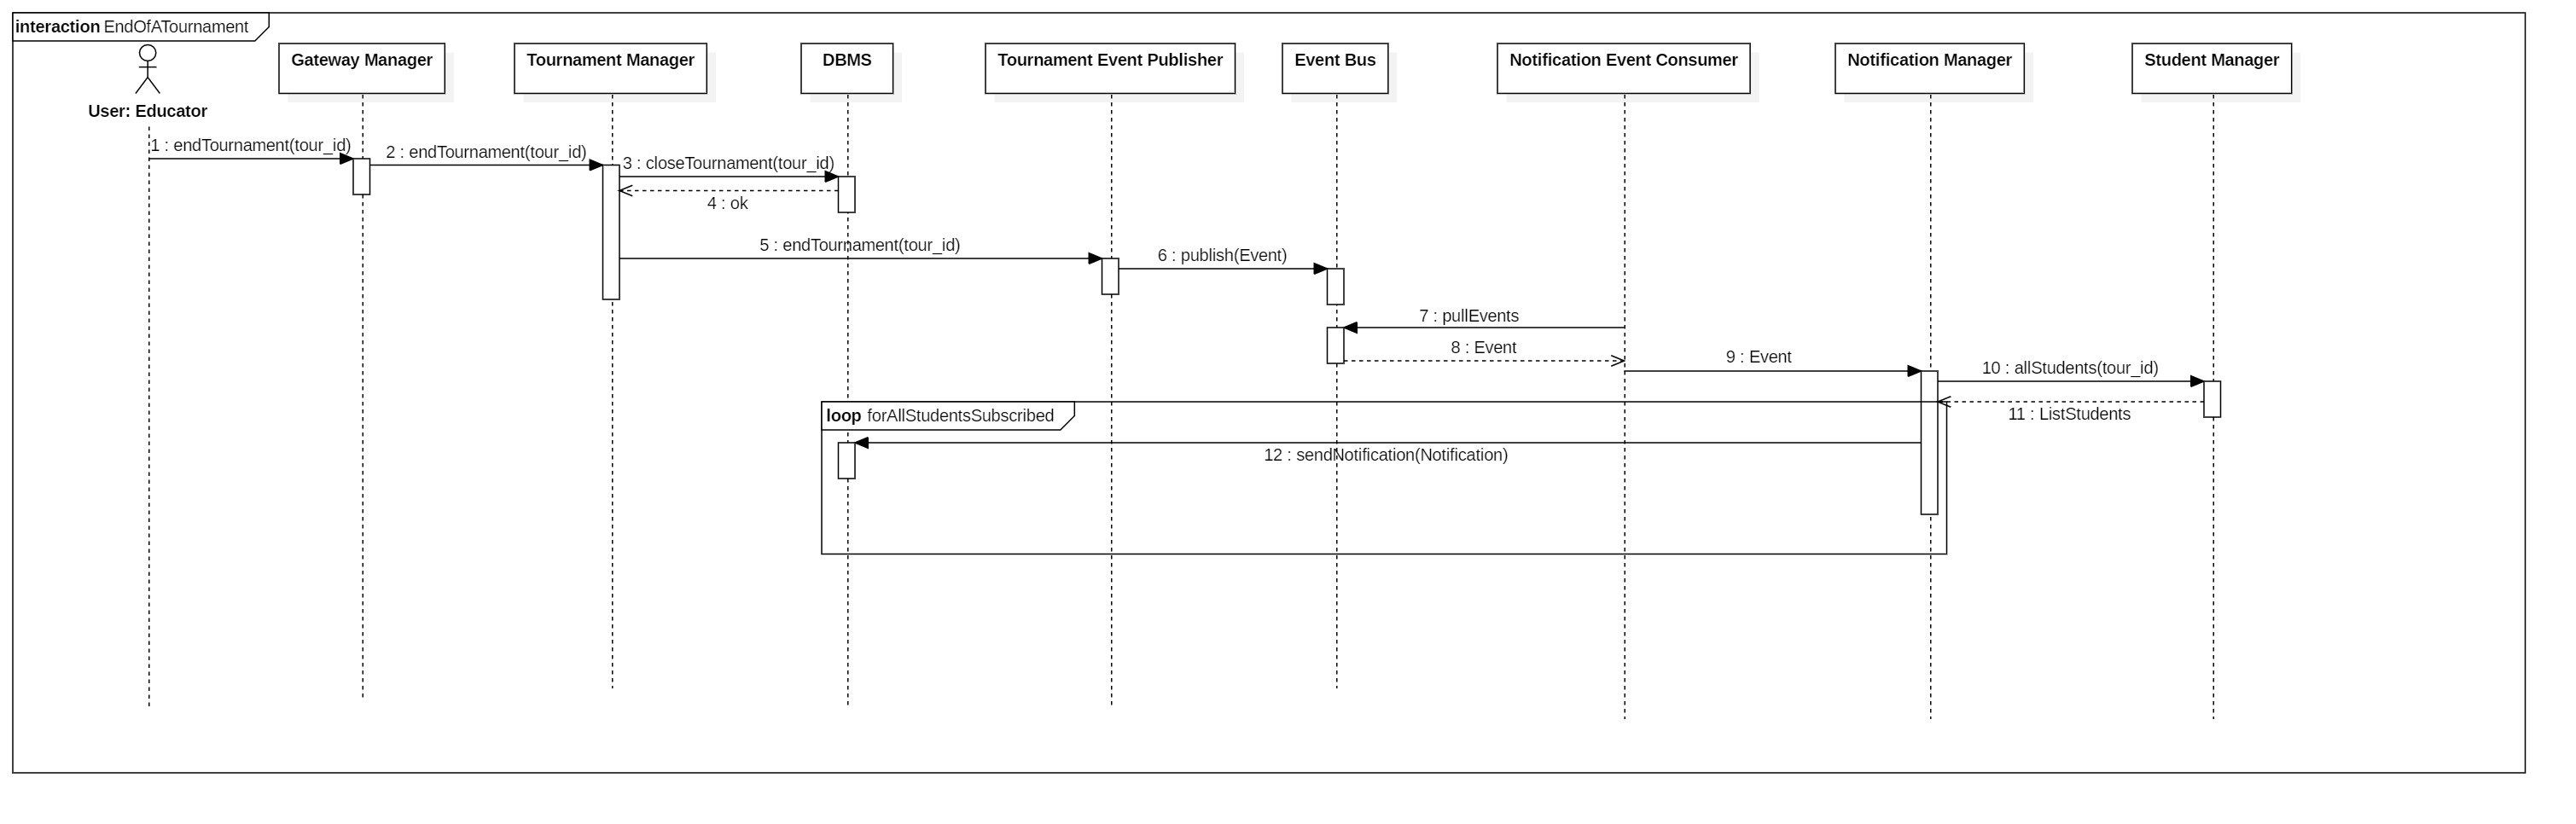 interaction EndOfATournament
Gateway Manager
Tournament Manager
DBMS
Tournament Event Publisher
Event Bus
Notification Event Consumer
Notification Manager
Student Manager
User: Educator
1 : endTournament(tour_id)
2 : endTournament(tour_id)
3 : closeTournament(tour_id)
4 : ok
5 : endTournament(tour_id)
6 : publish(Event)
7 : pullEvents
8 : Event
9 : Event
10 : allStudents(tour_id)
11 : ListStudents
loop forAllStudentsSubscribed
12 : sendNotification(Notification)